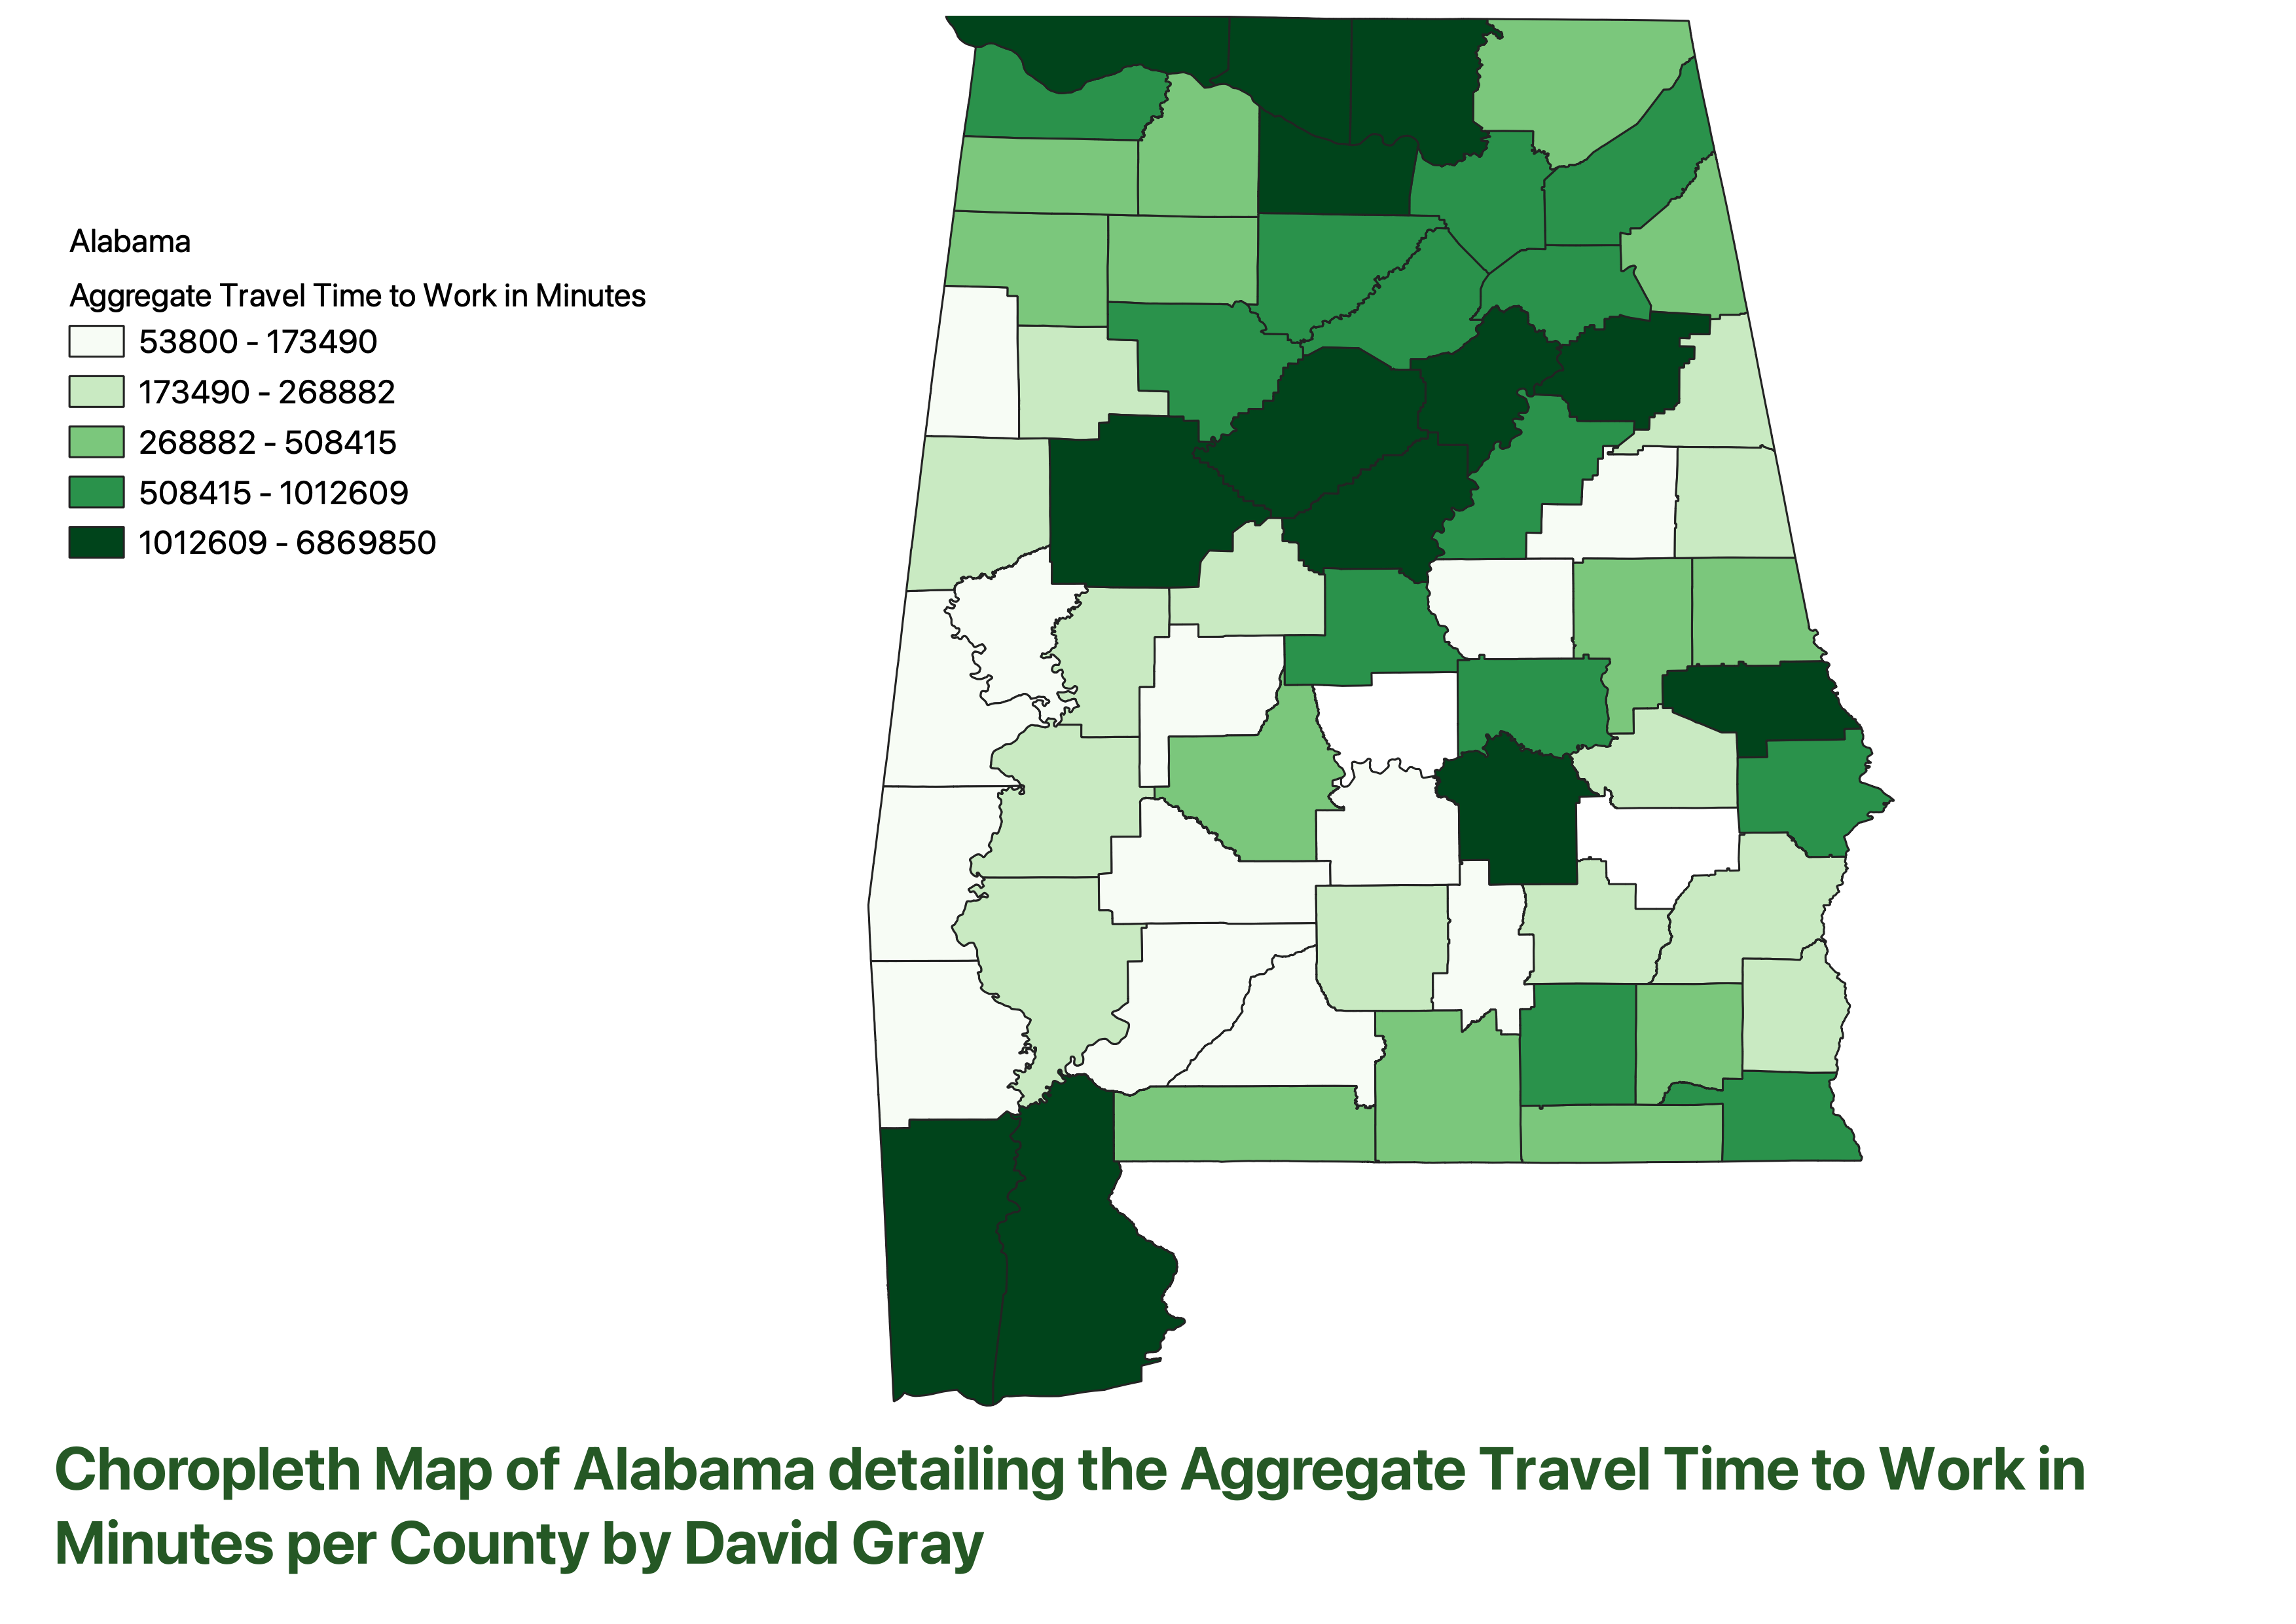 Alabama
Aggregate Travel Time to Work in Minutes
53800 - 173490
173490 - 268882
268882 - 508415
508415 - 1012609
1012609 - 6869850
Choropleth Map of Alabama detailing the Aggregate Travel Time to Work in
Minutes per County by David Gray